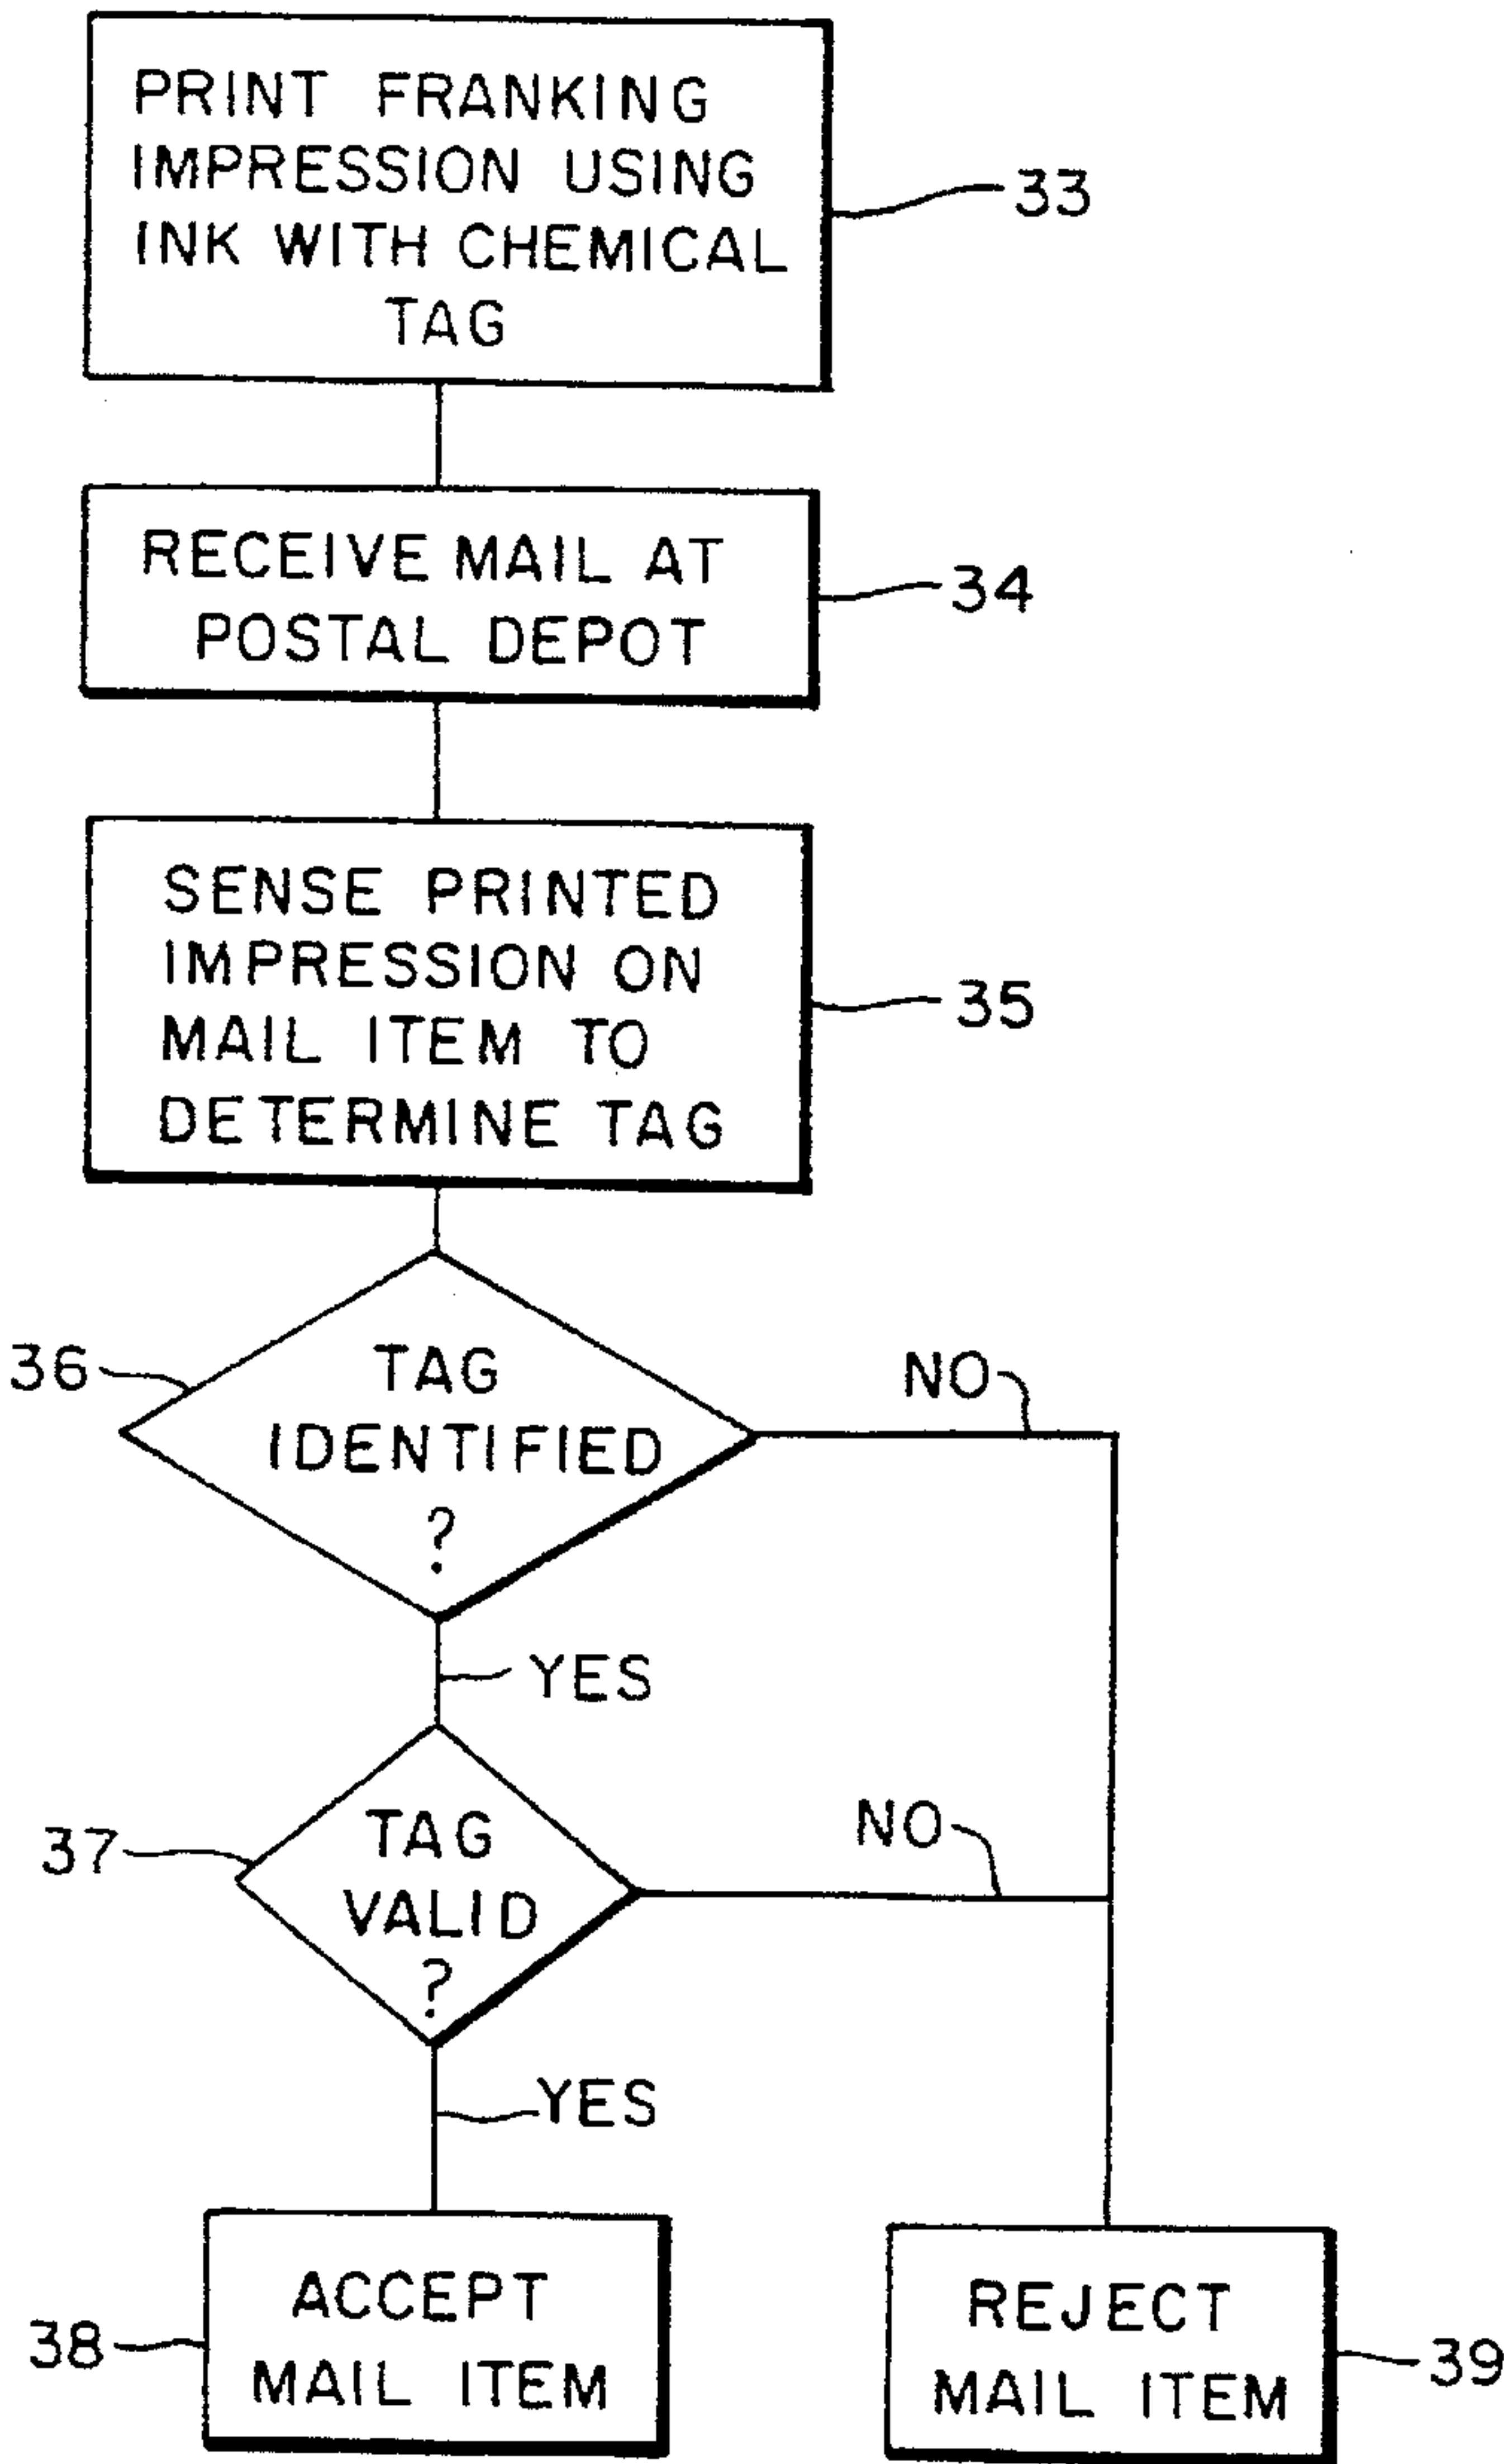 PRINT FRANKING
IMPRESSION USING
INK WITH CHEMICAL
TAG
33
RECEIVE MAIL AT
POSTAL DEPOT
34
SENSE PRINTED
IMPRESSION ON
MAIL ITEM TO
DETERMINE TAG
35
36
TAG
IDENTIFIED
?
NO
YES
37
TAG
VALID
?
NO
YES
38
ACCEPT
MAIL ITEM
REJECT
MAIL ITEM
39